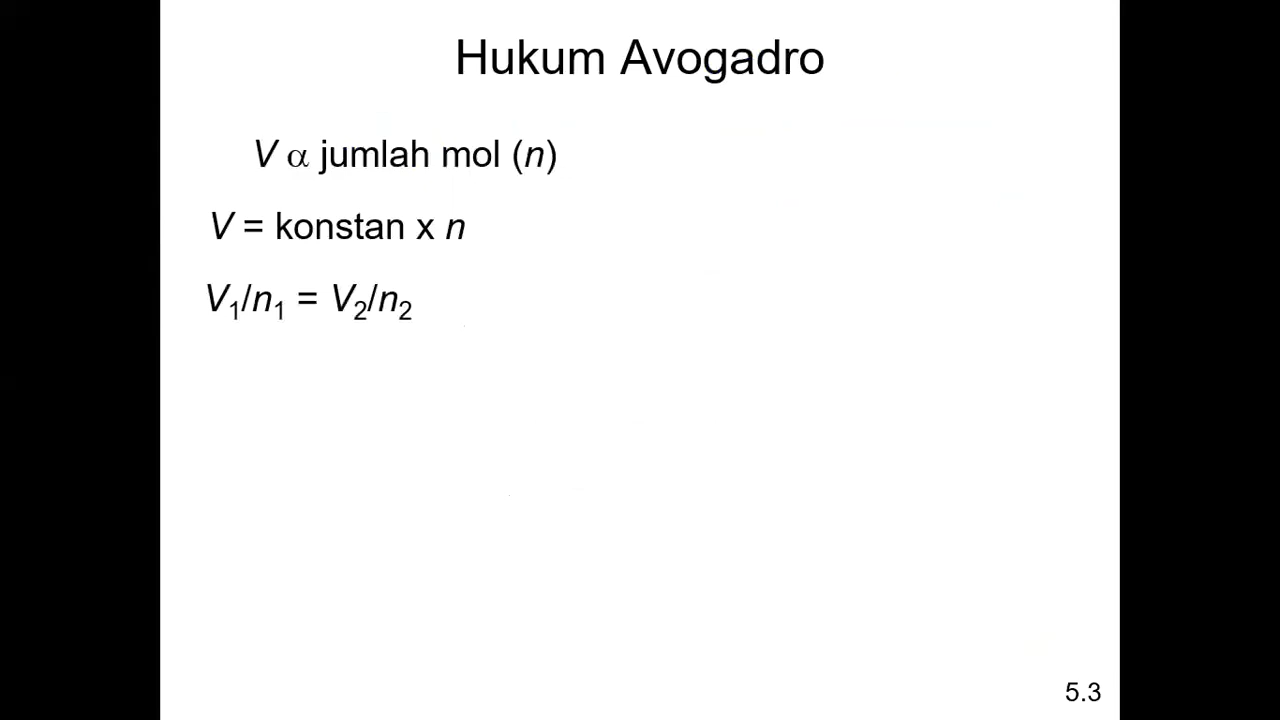 Hukum Avogadro
V α jumlah mol (n)
V = konstan x n
V₁/n₁ = V₂/n₂
5.3